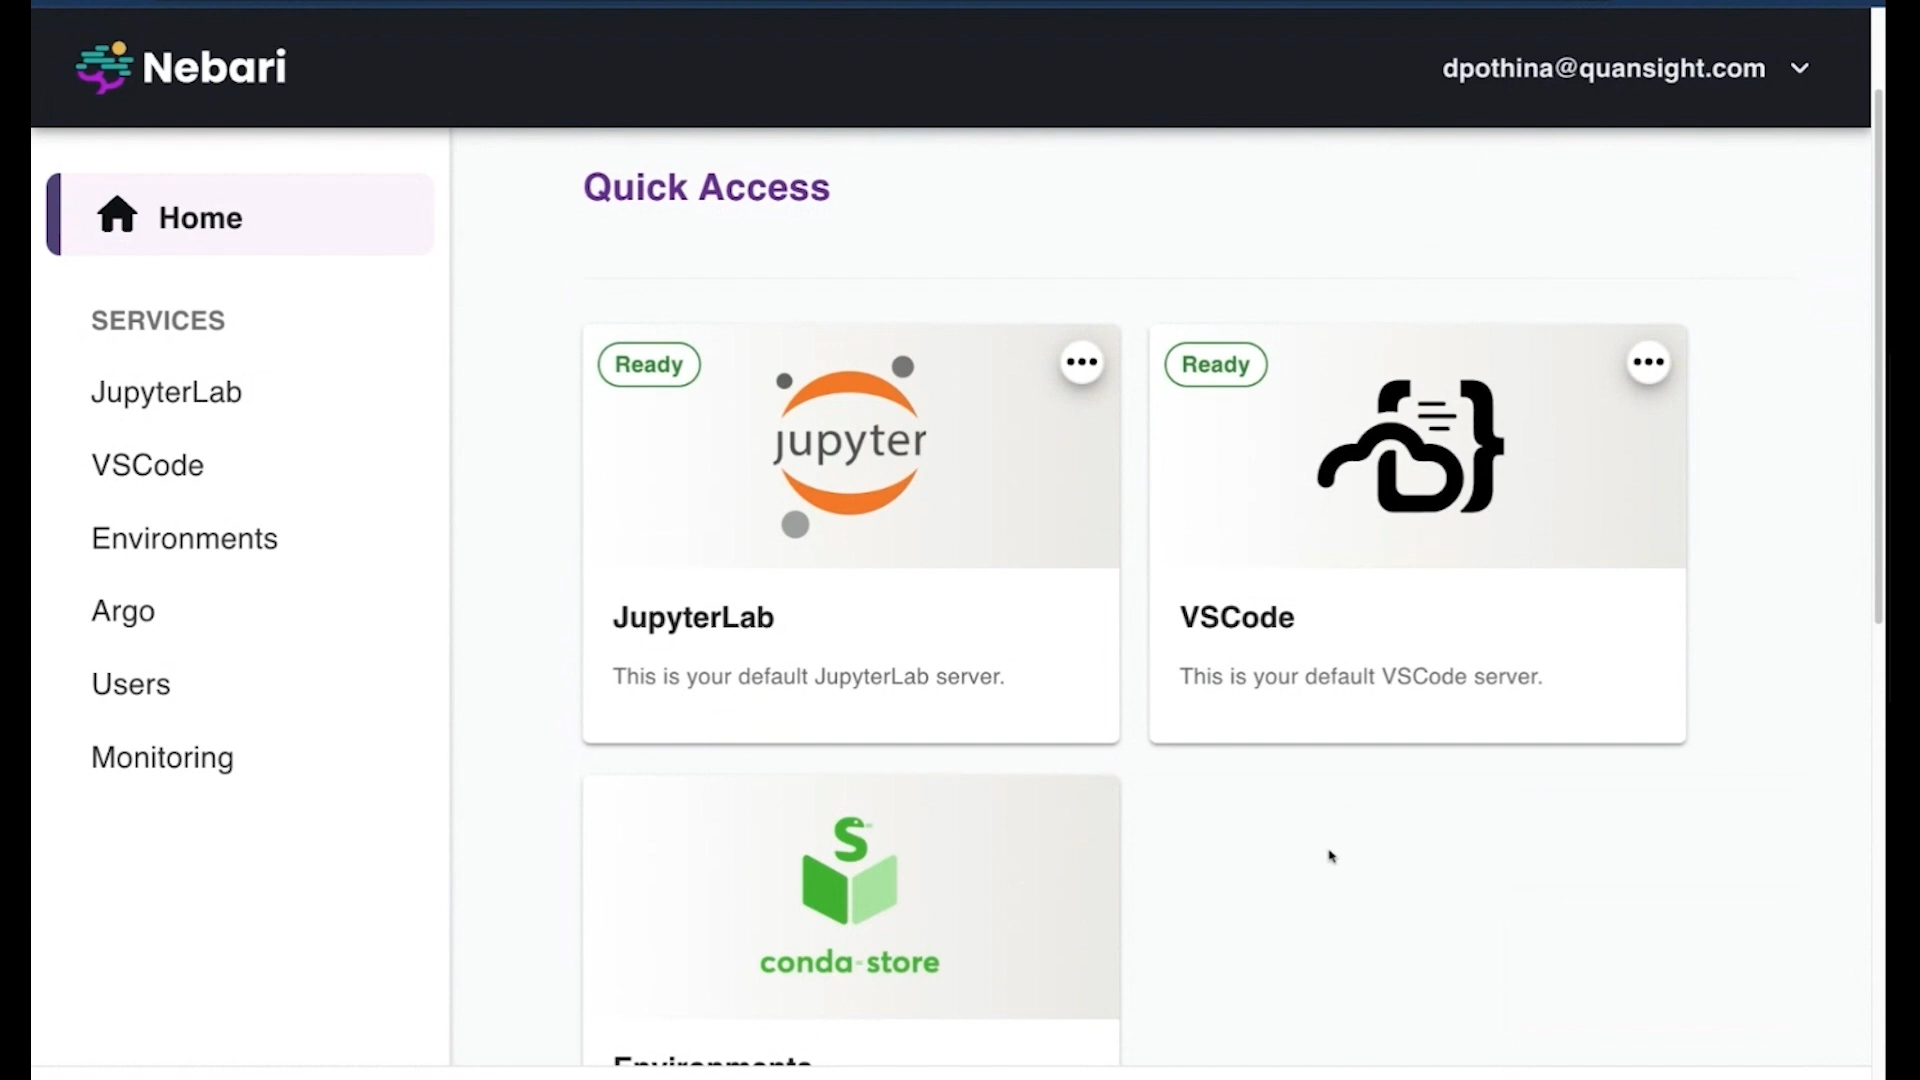 Nebari
dpothina@quansight.com
Home
SERVICES
JupyterLab
VSCode
Environments
Argo
Users
Monitoring
Quick Access
Ready
jupyter
JupyterLab
This is your default JupyterLab server.
Ready
VSCode
This is your default VSCode server.
conda-store
Environments